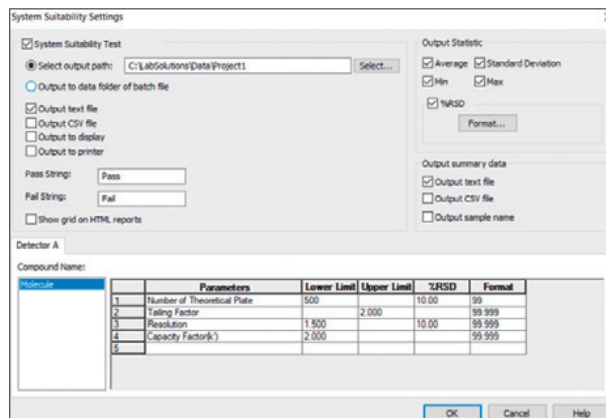 System Suitability Settings
System Suitability Test
Select output path: C:\LabSolutions\Data\Project1 Select...
Output to data folder of batch file
Output text file
Output CSV file
Output to display
Output to printer
Pass String: Pass
Fail String: Fail
Show grid on HTML reports
Output Statistic
Average Standard Deviation
Min Max
%RSD
Format...
Output summary data
Output text file
Output CSV file
Output sample name
Detector A
Compound Name:
Molecule
Parameters Lower Limit Upper Limit %RSD Format
1 Number of Theoretical Plate 500 10.00 99
2 Tailing Factor 2.000 99.999
3 Resolution 1.500 10.00 99.999
4 Capacity Factor(k') 2.000 99.999
5
OK Cancel Help